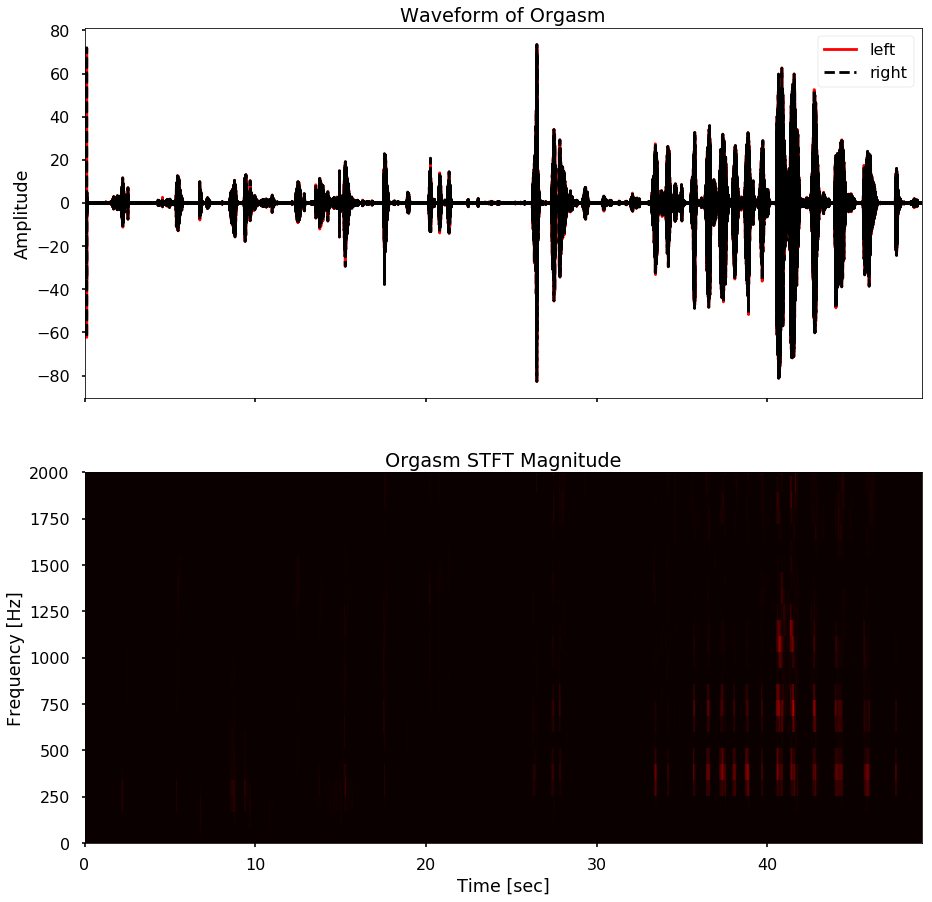 Waveform of Orgasm
80
60
40
20
0
−20
−40
−60
−80
Amplitude
left
right
Orgasm STFT Magnitude
2000
1750
1500
1250
1000
750
500
250
0
Frequency [Hz]
0 10 20 30 40
Time [sec]